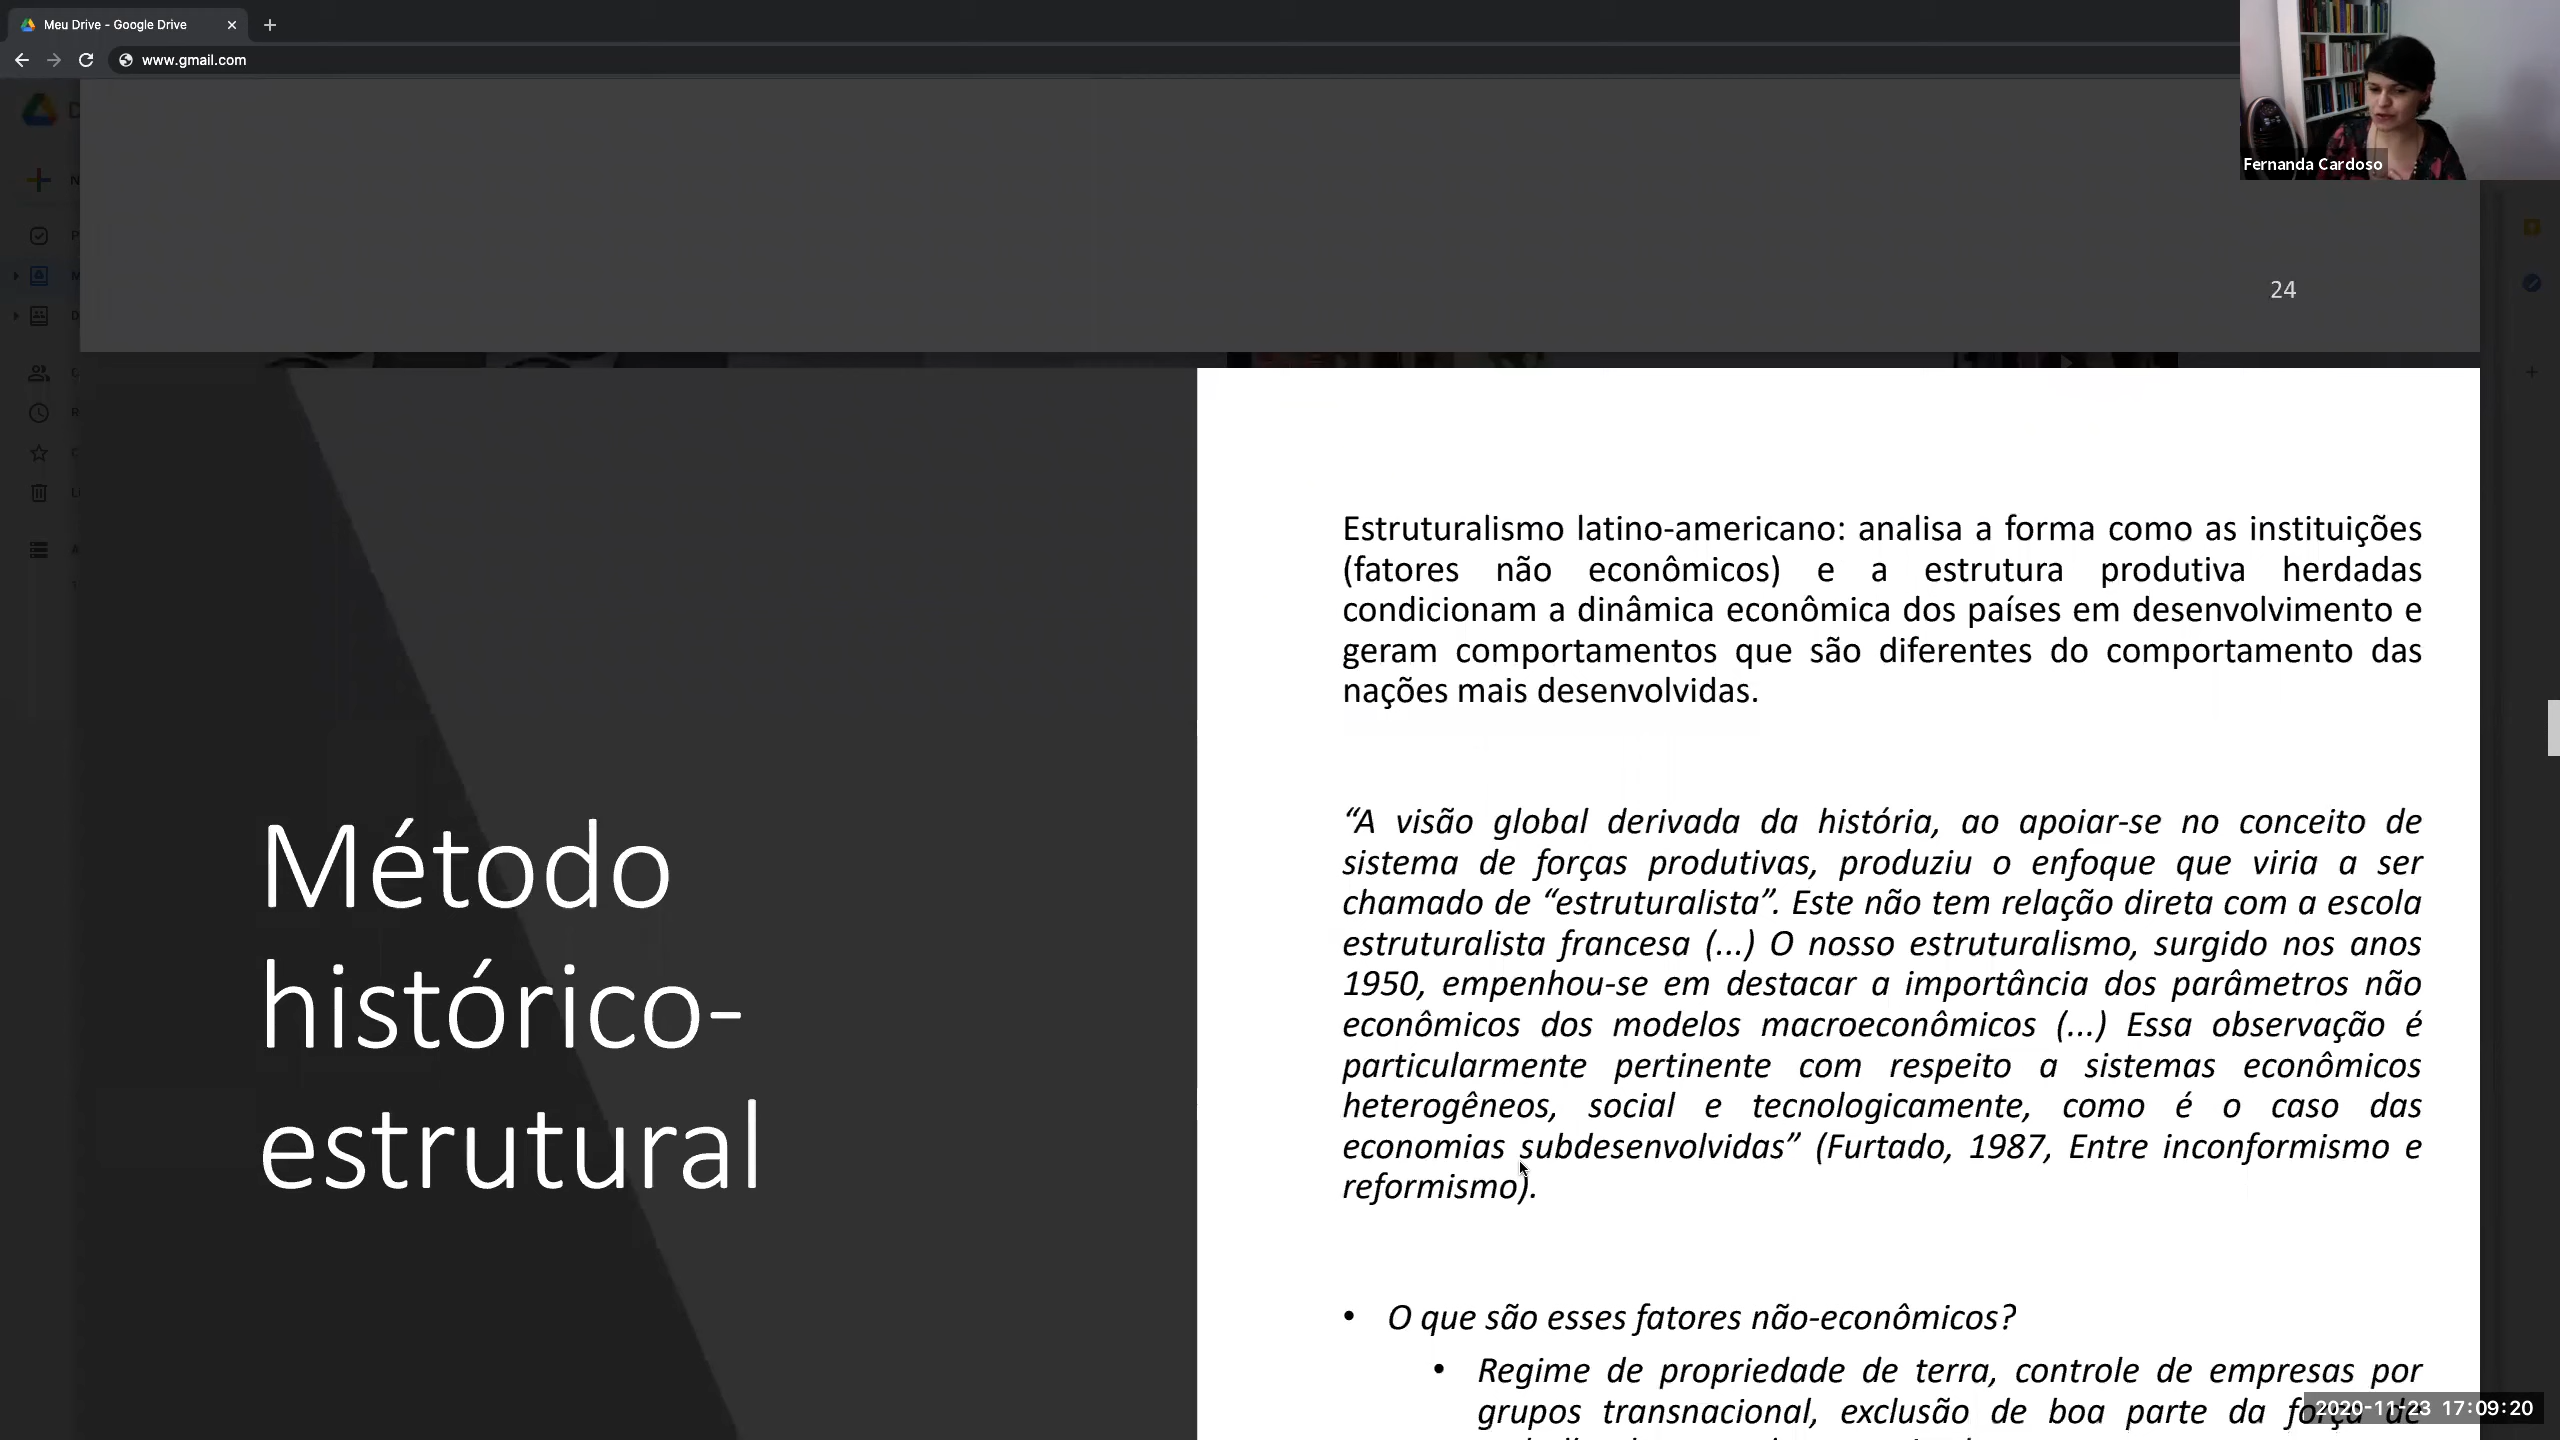 Meu Drive - Google Drive
www.gmail.com
Fernanda Cardoso
24
Método
histórico-
estrutural
Estruturalismo latino-americano: analisa a forma como as instituições
(fatores não econômicos) e a estrutura produtiva herdadas
condicionam a dinâmica econômica dos países em desenvolvimento e
geram comportamentos que são diferentes do comportamento das
nações mais desenvolvidas.
“A visão global derivada da história, ao apoiar-se no conceito de
sistema de forças produtivas, produziu o enfoque que viria a ser
chamado de “estruturalista”. Este não tem relação direta com a escola
estruturalista francesa (...) O nosso estruturalismo, surgido nos anos
1950, empenhou-se em destacar a importância dos parâmetros não
econômicos dos modelos macroeconômicos (...) Essa observação é
particularmente pertinente com respeito a sistemas econômicos
heterogêneos, social e tecnologicamente, como é o caso das
economias subdesenvolvidas” (Furtado, 1987, Entre inconformismo e
reformismo).
• O que são esses fatores não-econômicos?
• Regime de propriedade de terra, controle de empresas por
grupos transnacional, exclusão de boa parte da força de
2020-11-23 17:09:20